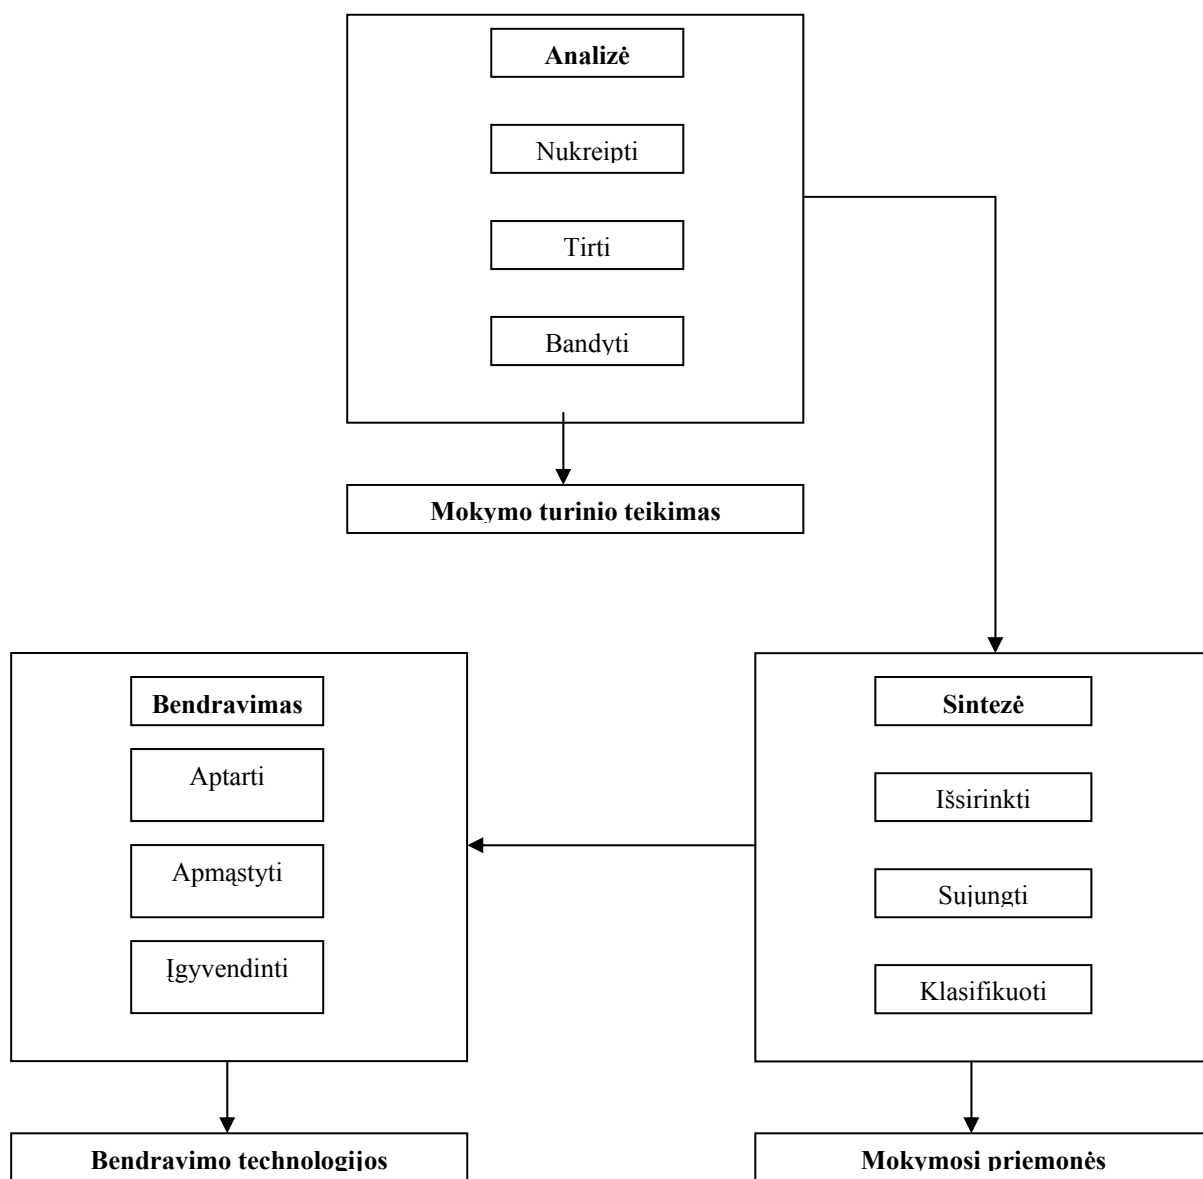 Analizė
Nukreipti
Tirti
Bandyti
Mokymo turinio teikimas
Bendravimas
Aptarti
Apmąstyti
Įgyvendinti
Bendravimo technologijos
Sintezė
Išsirinkti
Sujungti
Klasifikuoti
Mokymosi priemonės